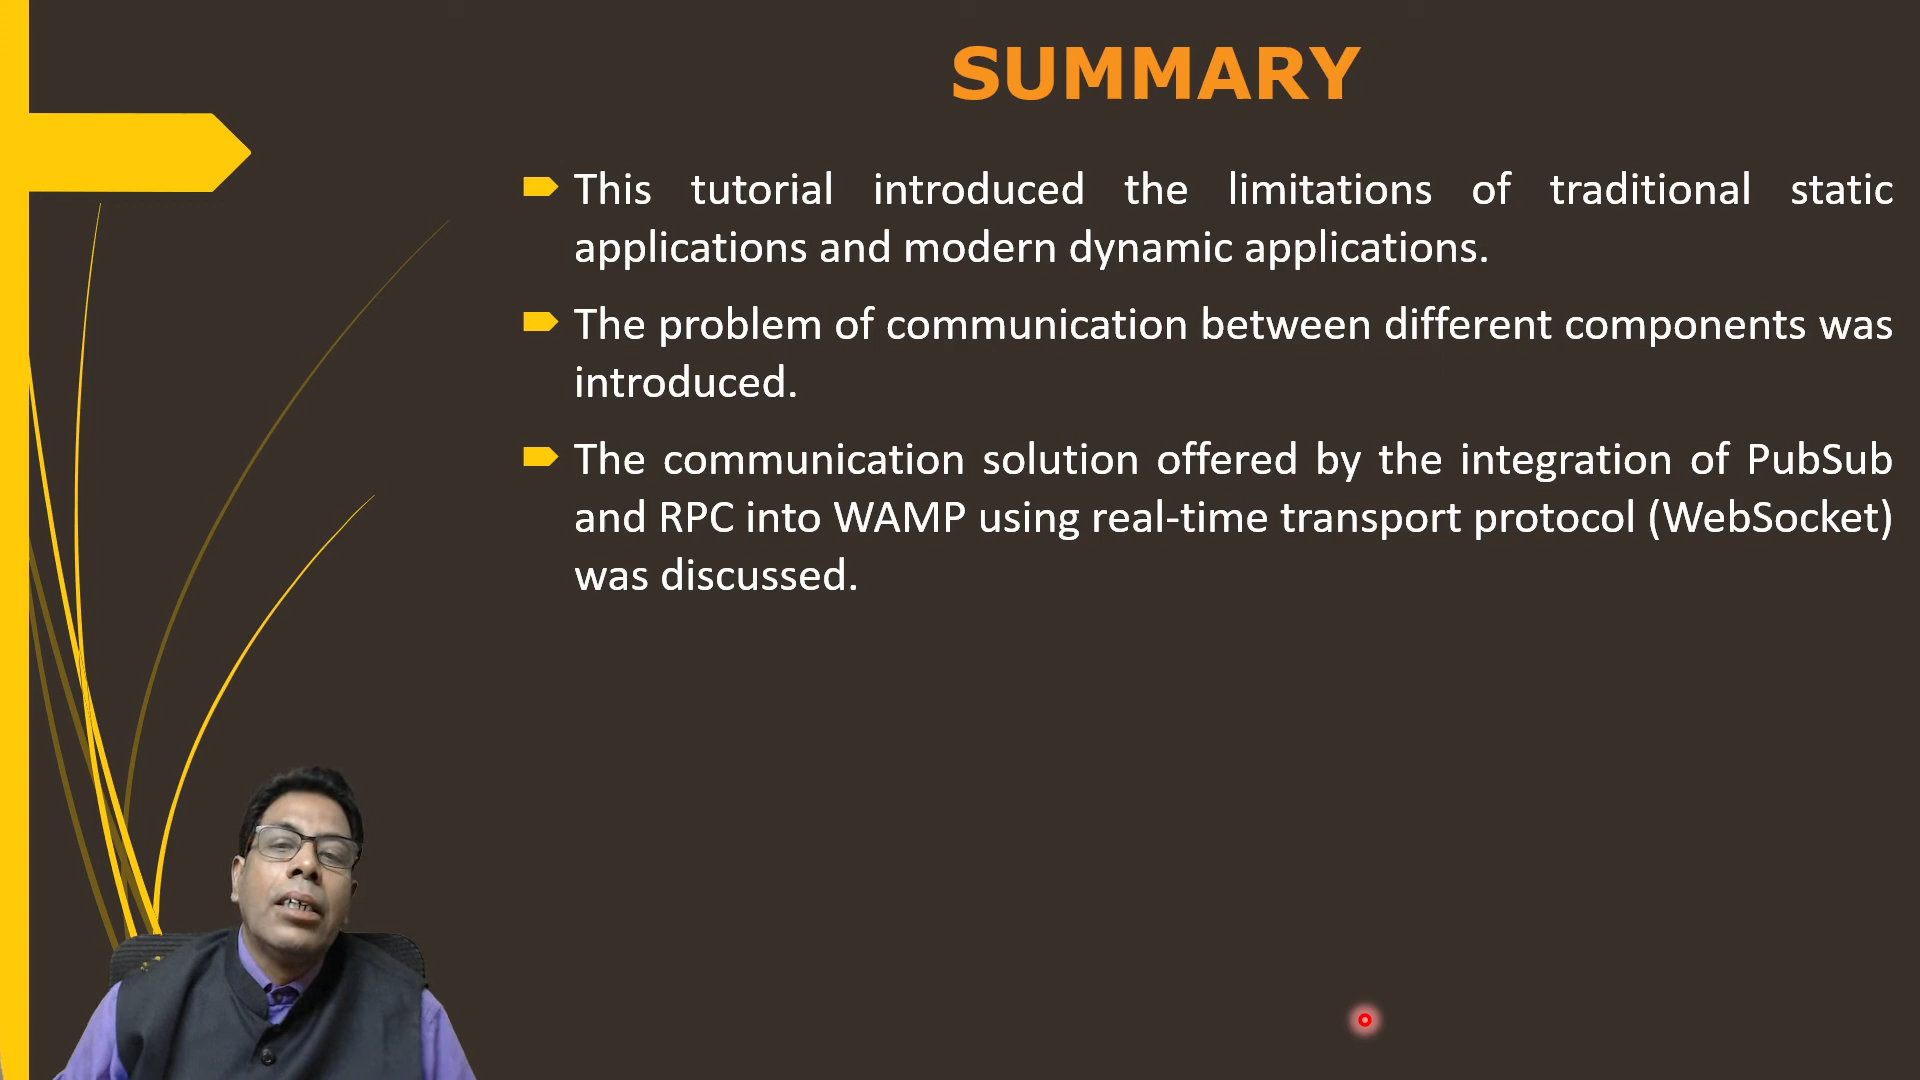 SUMMARY
This tutorial introduced the limitations of traditional static
applications and modern dynamic applications.
The problem of communication between different components was
introduced.
The communication solution offered by the integration of PubSub
and RPC into WAMP using real-time transport protocol (WebSocket)
was discussed.